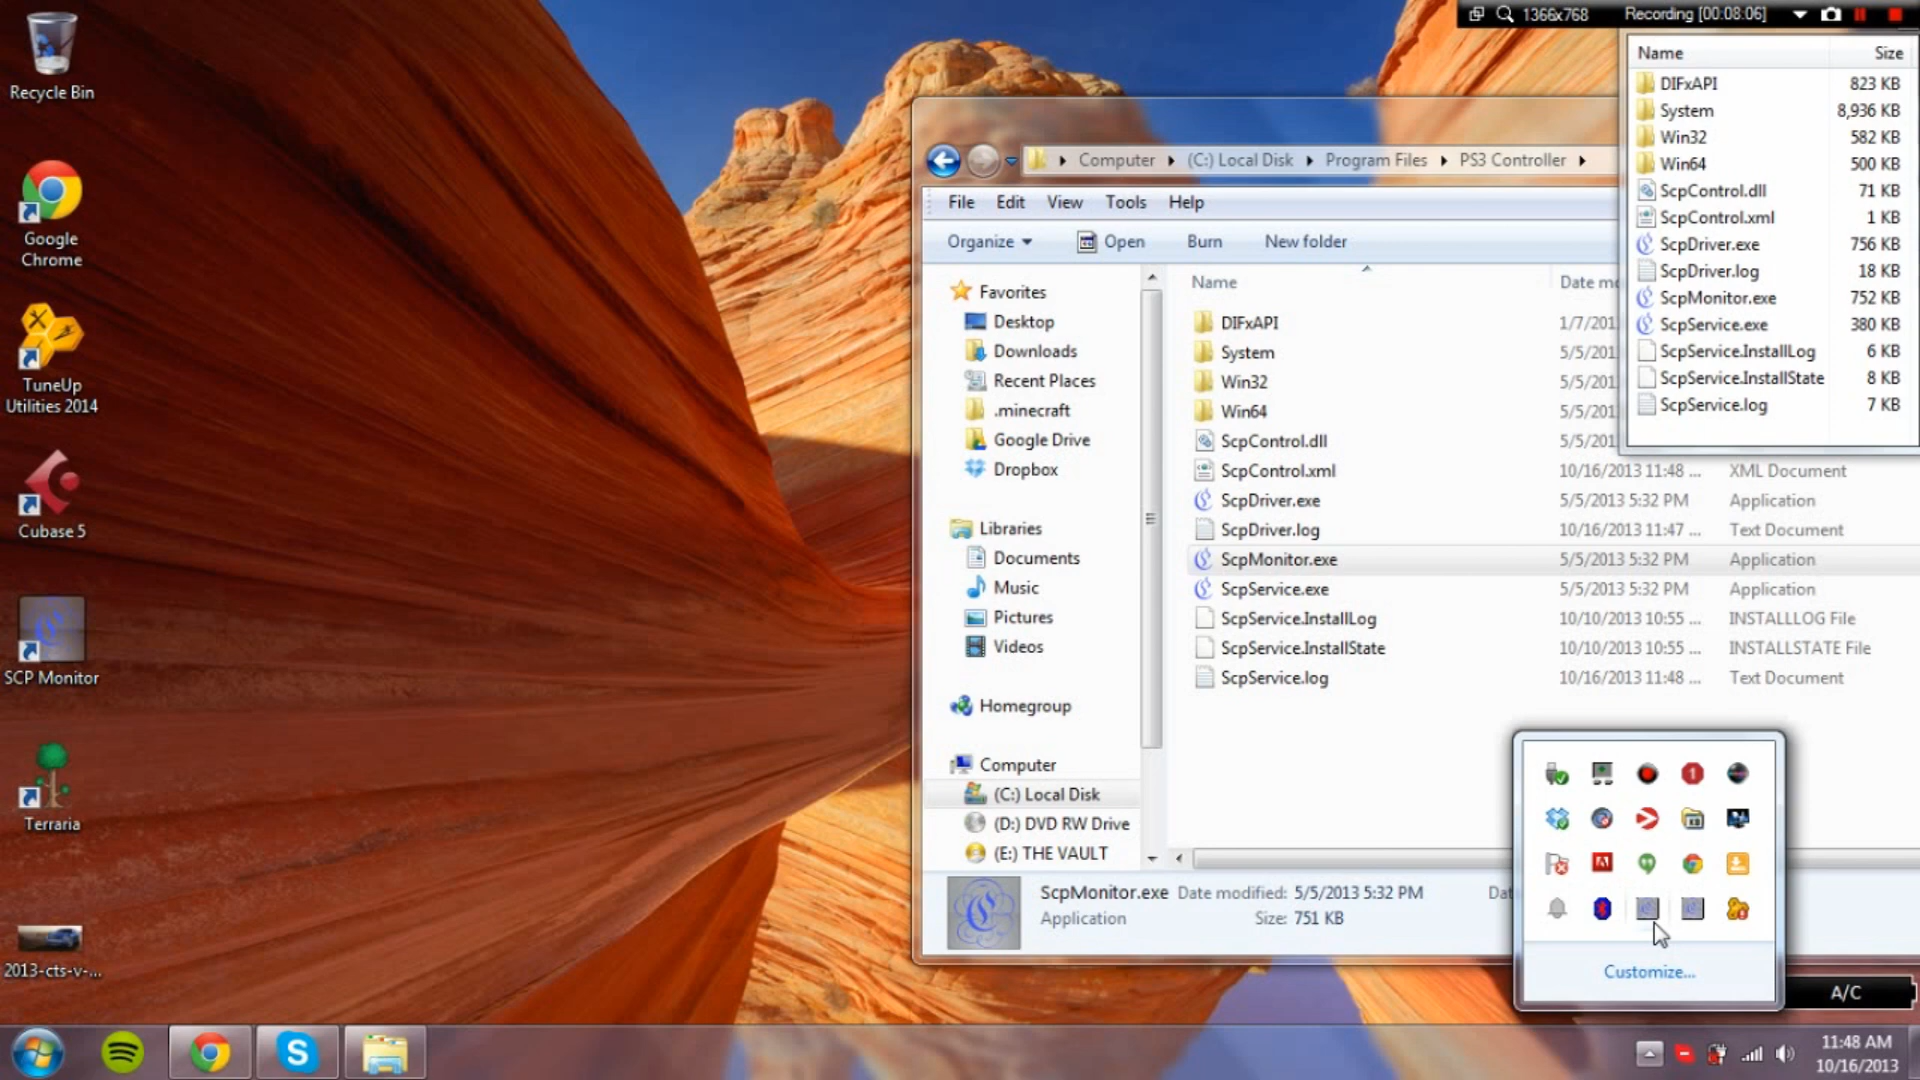 1366x768
Recording [00:08:06]
Recycle Bin
Google
Chrome
TuneUp
Utilities 2014
Cubase 5
SCP Monitor
Terraria
2013-cts-v-...
Name Size
DIFxAPI 823 KB
System 8,936 KB
Win32 582 KB
Win64 500 KB
ScpControl.dll 71 KB
ScpControl.xml 1 KB
ScpDriver.exe 756 KB
ScpDriver.log 18 KB
ScpMonitor.exe 752 KB
ScpService.exe 380 KB
ScpService.InstallLog 6 KB
ScpService.InstallState 8 KB
ScpService.log 7 KB
Computer (C:) Local Disk Program Files PS3 Controller
File Edit View Tools Help
Organize Open Burn New folder
Favorites
Desktop
Downloads
Recent Places
.minecraft
Google Drive
Dropbox
Libraries
Documents
Music
Pictures
Videos
Homegroup
Computer
(C:) Local Disk
(D:) DVD RW Drive
(E:) THE VAULT
Name Date mo
DIFxAPI 1/7/201
System 5/5/201
Win32 5/5/201
Win64 5/5/201
ScpControl.dll 5/5/201
ScpControl.xml 10/16/2013 11:48 ... XML Document
ScpDriver.exe 5/5/2013 5:32 PM Application
ScpDriver.log 10/16/2013 11:47 ... Text Document
ScpMonitor.exe 5/5/2013 5:32 PM Application
ScpService.exe 5/5/2013 5:32 PM Application
ScpService.InstallLog 10/10/2013 10:55 ... INSTALLLOG File
ScpService.InstallState 10/10/2013 10:55 ... INSTALLSTATE File
ScpService.log 10/16/2013 11:48 ... Text Document
ScpMonitor.exe Date modified: 5/5/2013 5:32 PM Dat
Application Size: 751 KB
Customize...
A/C
11:48 AM
10/16/2013